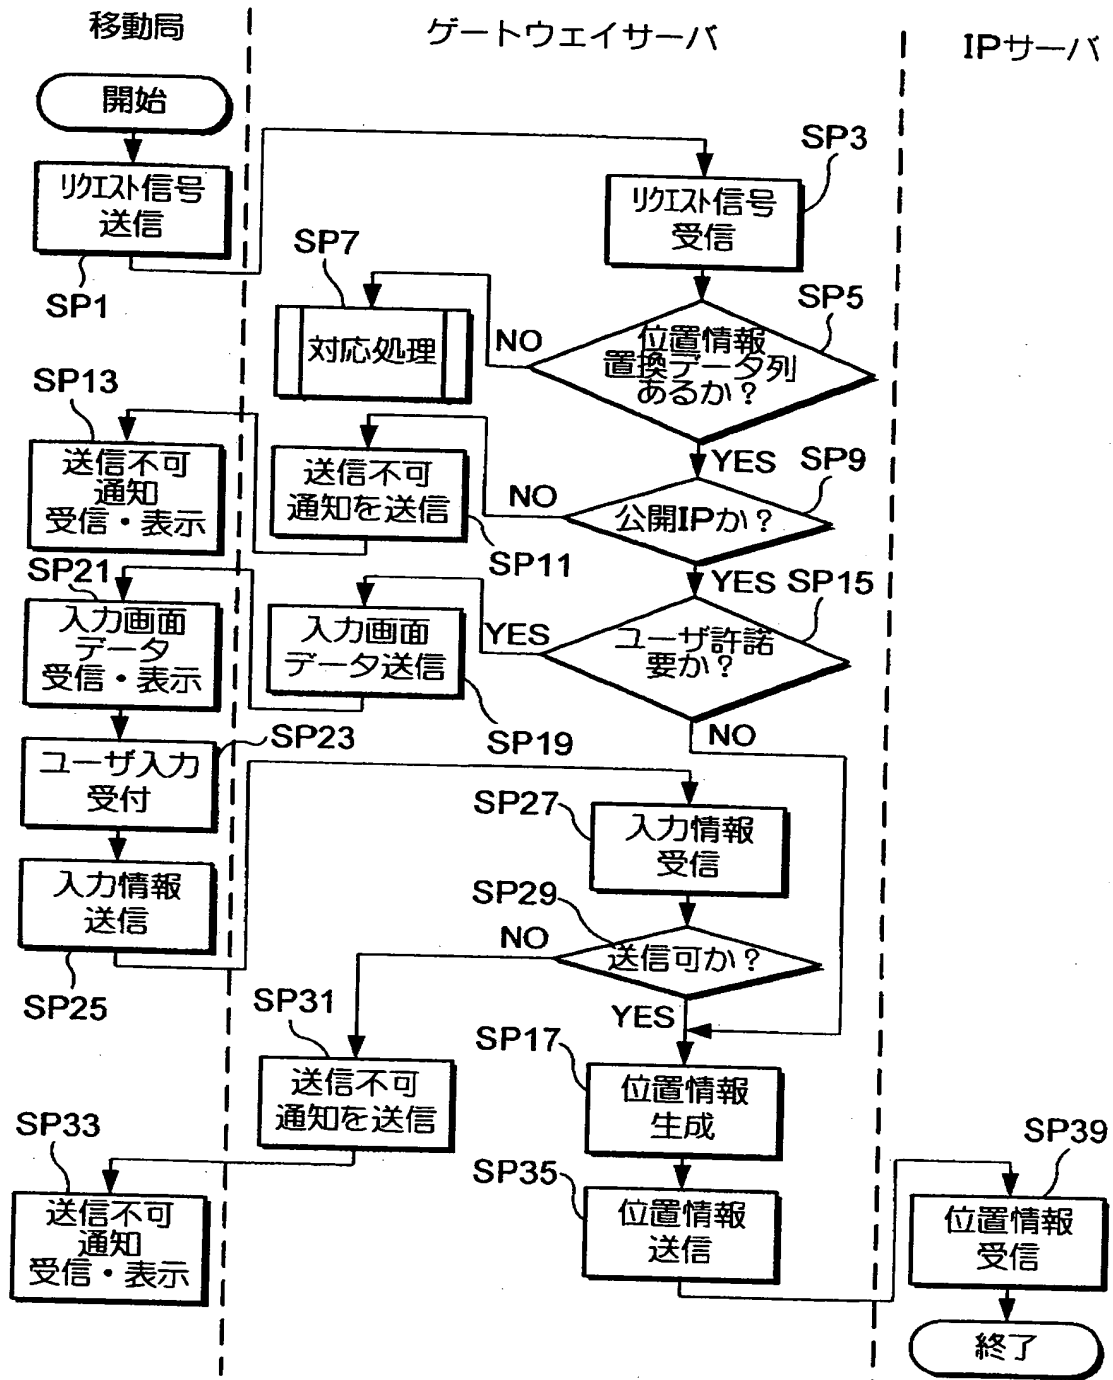 移動局
ゲートウェイサーバ
IPサーバ
開始
リクエスト信号
送信
SP1
SP3
リクエスト信号
受信
SP5
位置情報
置換データ列
あるか？
NO
SP7
対応処理
YES
SP9
公開IPか？
NO
SP11
送信不可
通知を送信
SP13
送信不可
通知
受信・表示
YES
SP15
ユーザ許諾
要か？
YES
SP19
入力画面
データ送信
SP21
入力画面
データ
受信・表示
NO
SP23
ユーザ入力
受付
入力情報
送信
SP25
SP27
入力情報
受信
SP29
送信可か？
NO
YES
SP31
送信不可
通知を送信
SP33
送信不可
通知
受信・表示
SP17
位置情報
生成
SP35
位置情報
送信
SP39
位置情報
受信
終了